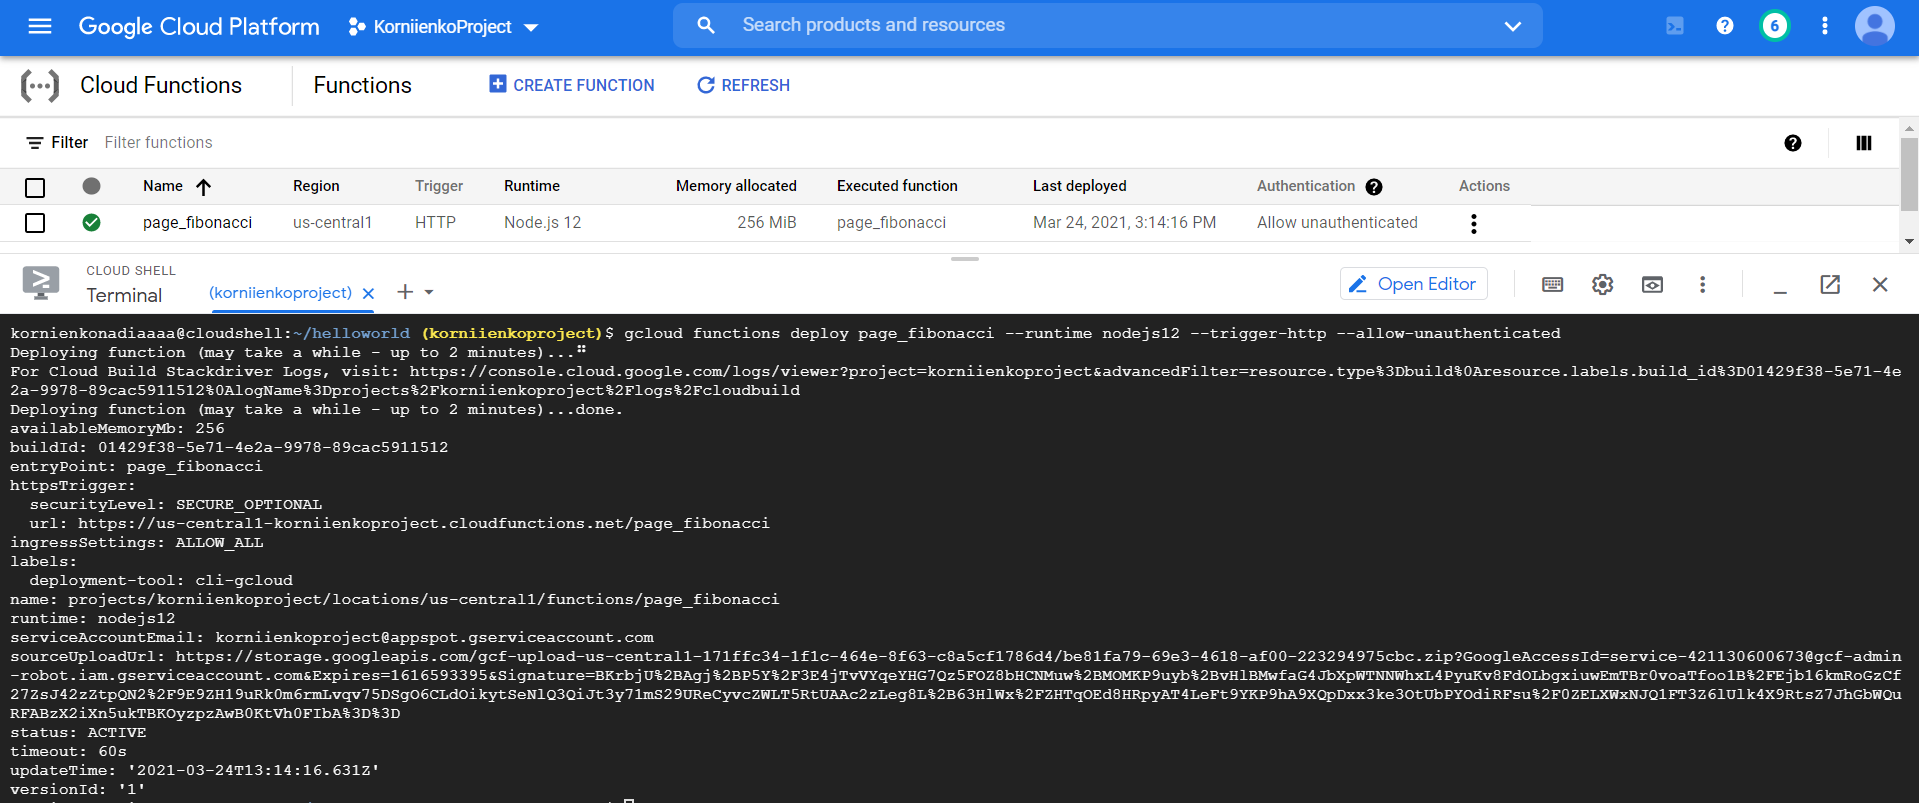 Google Cloud Platform KorniienkoProject Search products and resources 6
Cloud Functions Functions CREATE FUNCTION REFRESH
Filter Filter functions
Name Region Trigger Runtime Memory allocated Executed function Last deployed Authentication Actions
page_fibonacci us-central1 HTTP Node.js 12 256 MiB page_fibonacci Mar 24, 2021, 3:14:16 PM Allow unauthenticated
CLOUD SHELL
Terminal (korniienkoproject) Open Editor
kornienkonadiaaaa@cloudshell:~/helloworld (korniienkoproject)$ gcloud functions deploy page_fibonacci --runtime nodejs12 --trigger-http --allow-unauthenticated
Deploying function (may take a while - up to 2 minutes)...⠛
For Cloud Build Stackdriver Logs, visit: https://console.cloud.google.com/logs/viewer?project=korniienkoproject&advancedFilter=resource.type%3Dbuild%0Aresource.labels.build_id%3D01429f38-5e71-4e
2a-9978-89cac5911512%0AlogName%3Dprojects%2Fkorniienkoproject%2Flogs%2Fcloudbuild
Deploying function (may take a while - up to 2 minutes)...done.
availableMemoryMb: 256
buildId: 01429f38-5e71-4e2a-9978-89cac5911512
entryPoint: page_fibonacci
httpsTrigger:
securityLevel: SECURE_OPTIONAL
url: https://us-central1-korniienkoproject.cloudfunctions.net/page_fibonacci
ingressSettings: ALLOW_ALL
labels:
deployment-tool: cli-gcloud
name: projects/korniienkoproject/locations/us-central1/functions/page_fibonacci
runtime: nodejs12
serviceAccountEmail: korniienkoproject@appspot.gserviceaccount.com
sourceUploadUrl: https://storage.googleapis.com/gcf-upload-us-central1-171ffc34-1f1c-464e-8f63-c8a5cf1786d4/be81fa79-69e3-4618-af00-223294975cbc.zip?GoogleAccessId=service-421130600673@gcf-admin
-robot.iam.gserviceaccount.com&Expires=1616593395&Signature=BKrbjU%2BAgj%2BP5Y%2F3E4jTvVYqeYHG7Qz5FOZ8bHCNMuw%2BMOMKP9uyb%2BvHlBMwfaG4JbXpWTNNWhxL4PyuKv8FdOLbgxiuwEmTBr0voaTfoo1B%2FEjb16kmRoGzCf
27ZsJ42zZtpQN2%2F9E9ZH19uRk0m6rmLvqv75DSgO6CLdOikytSeNlQ3QiJt3y71mS29UReCyvcZWLT5RtUAAc2zLeg8L%2B63HlWx%2FZHTqOEd8HRpyAT4LeFt9YKP9hA9XQpDxx3ke3OtUbPYOdiRFsu%2F0ZELXWxNJQ1FT3Z6lUlk4X9RtsZ7JhGbWQu
RFABzX2iXn5ukTBKOyzpzAwB0KtVh0FIbA%3D%3D
status: ACTIVE
timeout: 60s
updateTime: '2021-03-24T13:14:16.631Z'
versionId: '1'